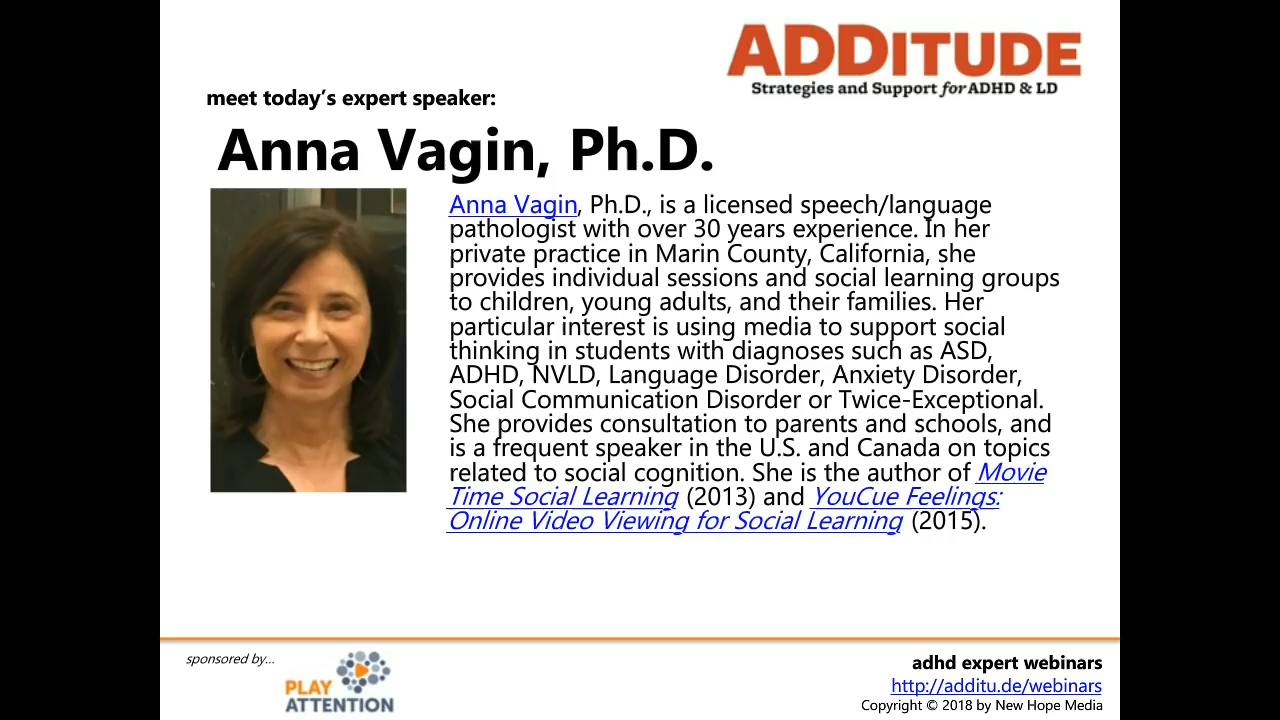 ADDITUDE
Strategies and Support for ADHD & LD
meet today's expert speaker:
Anna Vagin, Ph.D.
Anna Vagin, Ph.D., is a licensed speech/language
pathologist with over 30 years experience. In her
private practice in Marin County, California, she
provides individual sessions and social learning groups
to children, young adults, and their families. Her
particular interest is using media to support social
thinking in students with diagnoses such as ASD,
ADHD, NVLD, Language Disorder, Anxiety Disorder,
Social Communication Disorder or Twice-Exceptional.
She provides consultation to parents and schools, and
is a frequent speaker in the U.S. and Canada on topics
related to social cognition. She is the author of Movie
Time Social Learning (2013) and YouCue Feelings:
Online Video Viewing for Social Learning (2015).
sponsored by...
PLAY
ATTENTION
adhd expert webinars
http://additu.de/webinars
Copyright © 2018 by New Hope Media